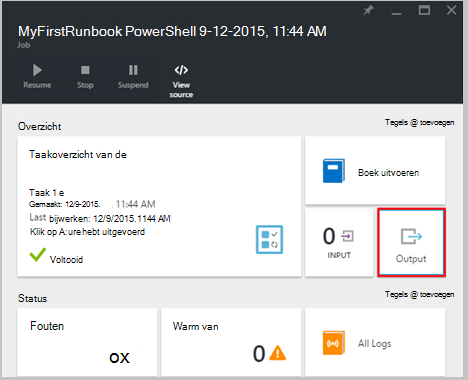 MyFirstRunbook PowerShell 9-12-2015, 11:44 AM
Job
Resume
Stop
Suspend
View source
Overzicht
Tegels @ toevoegen
Taakoverzicht van de
Taak 1 e
Gemaakt: 12/9-2015. 11:44 AM
Last bijwerken: 12/9/2015.1144 AM
Klik op A:ure hebt uitgevoerd
Voltooid
Boek uitvoeren
0
INPUT
Output
Status
Tegels @ toevoegen
Fouten
ox
Warm van
0
All Logs